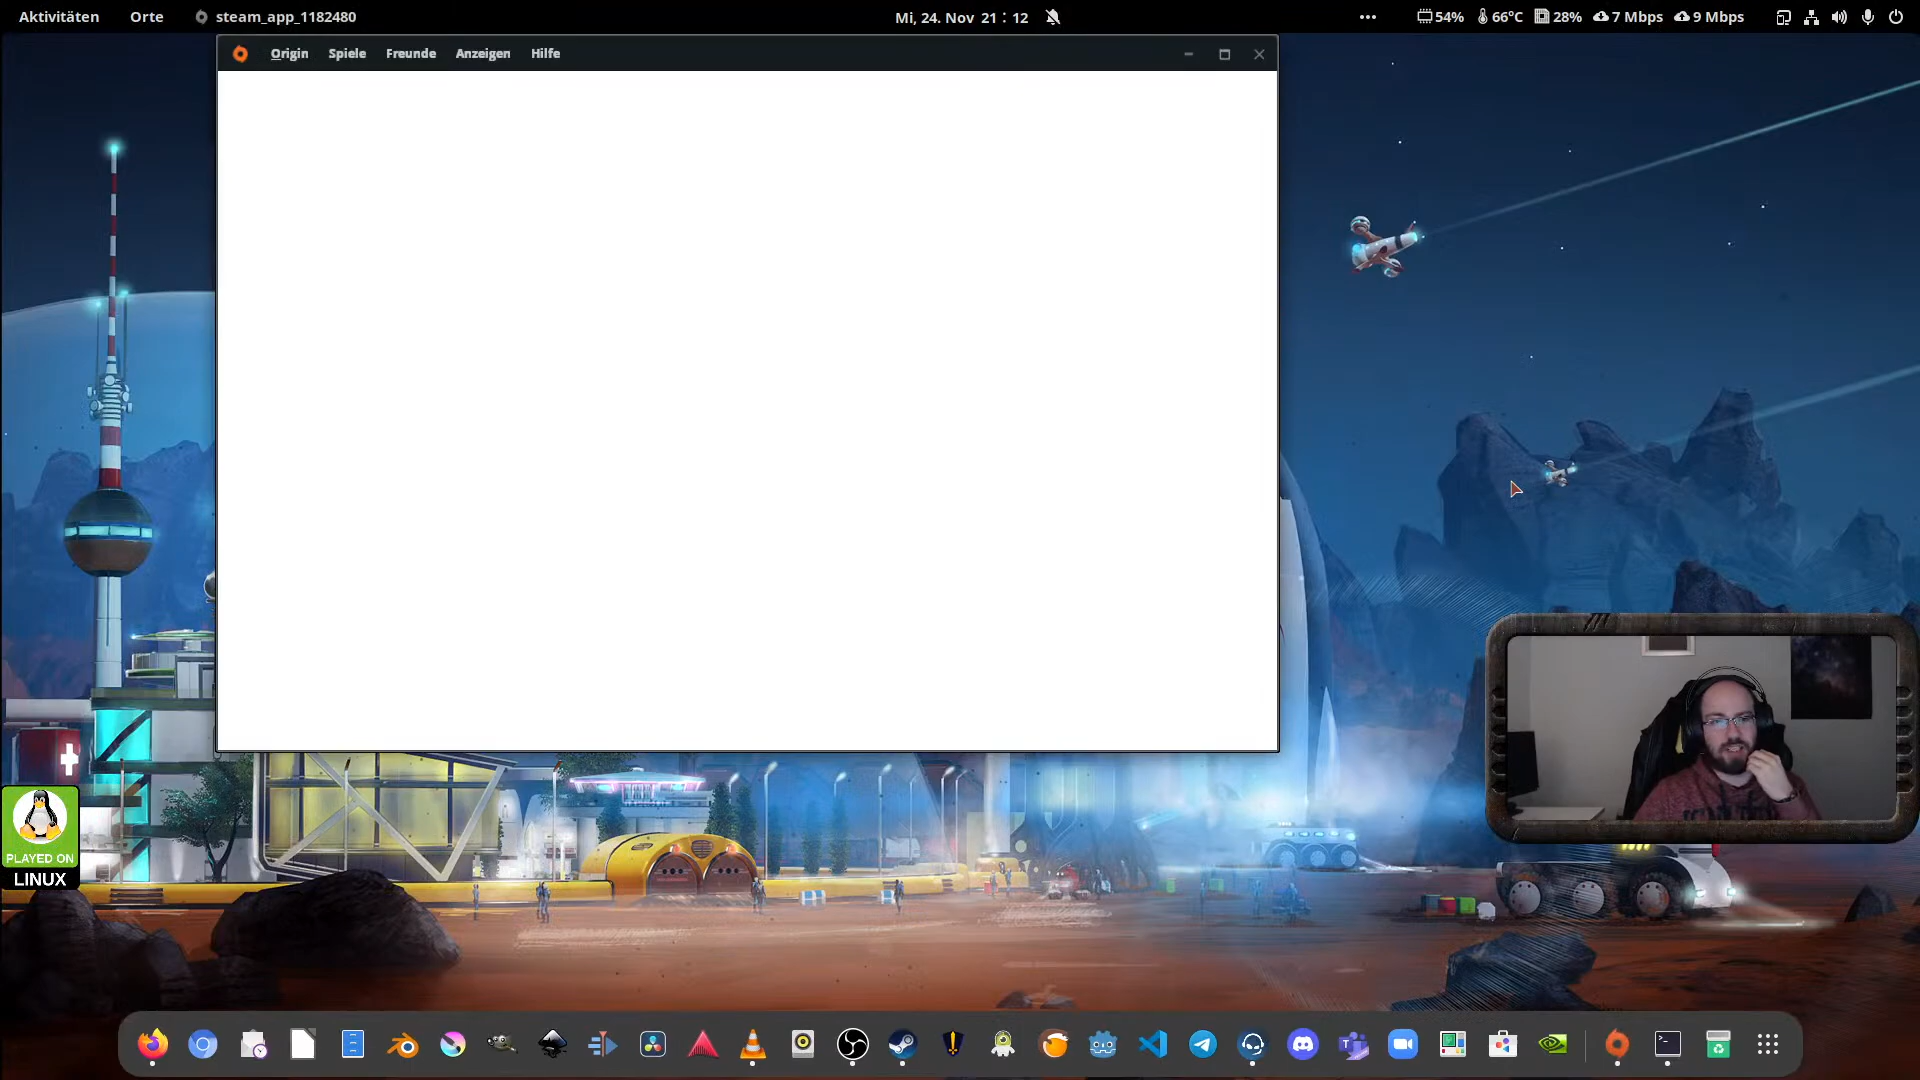 Aktivitäten Orte steam_app_1182480 Mi, 24. Nov 21:12 54% 66°C 28% 7 Mbps 9 Mbps
Origin Spiele Freunde Anzeigen Hilfe
PLAYED ON
LINUX